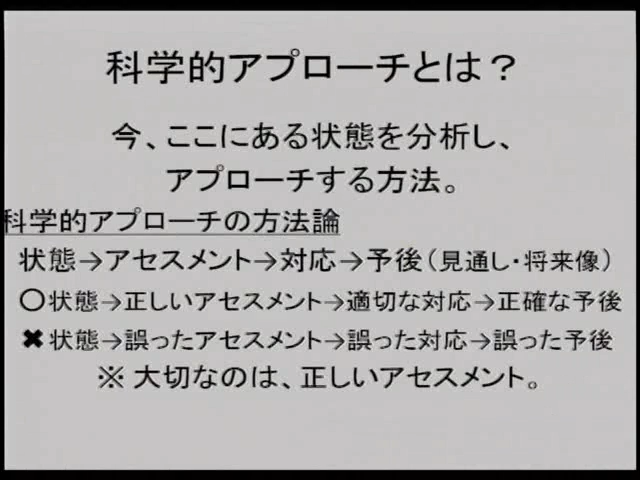 科学的アプローチとは？
今、ここにある状態を分析し、
アプローチする方法。
科学的アプローチの方法論
状態→アセスメント→対応→予後（見通し・将来像）
○状態→正しいアセスメント→適切な対応→正確な予後
✖状態→誤ったアセスメント→誤った対応→誤った予後
※ 大切なのは、正しいアセスメント。